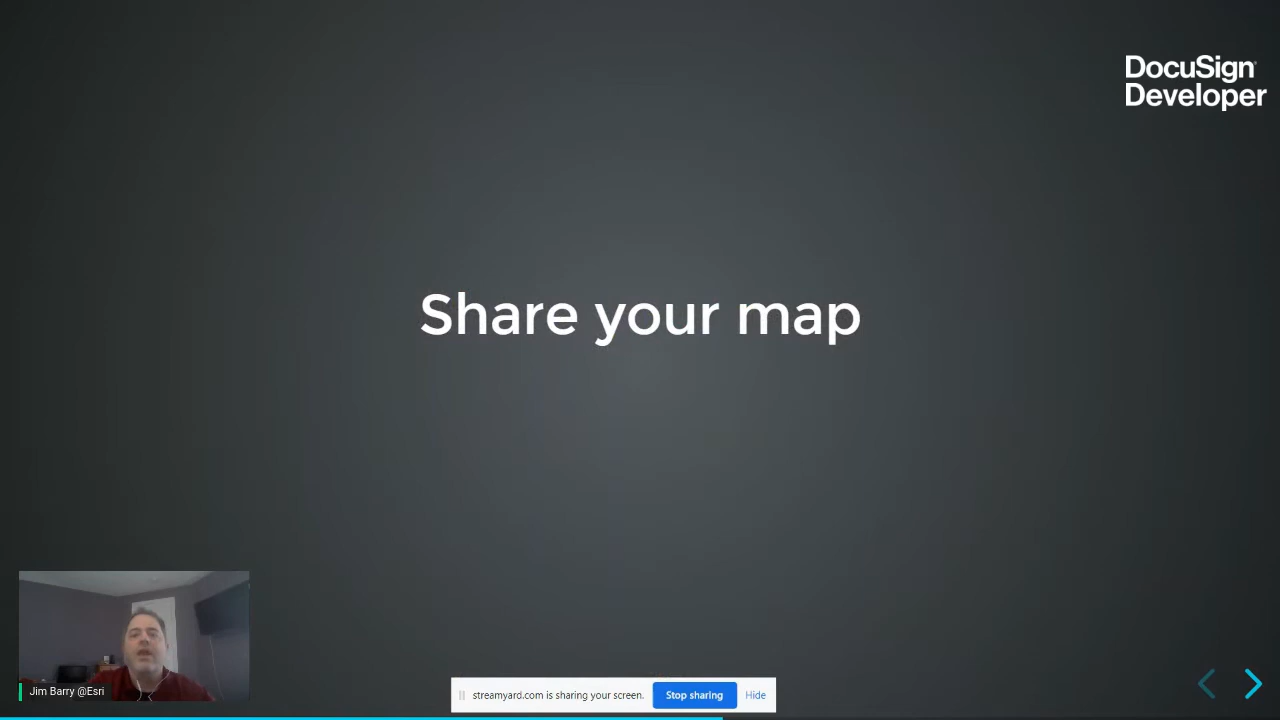 DocuSign
Developer
Share your map
Jim Barry @Esri
streamyard.com is sharing your screen.
Stop sharing
Hide